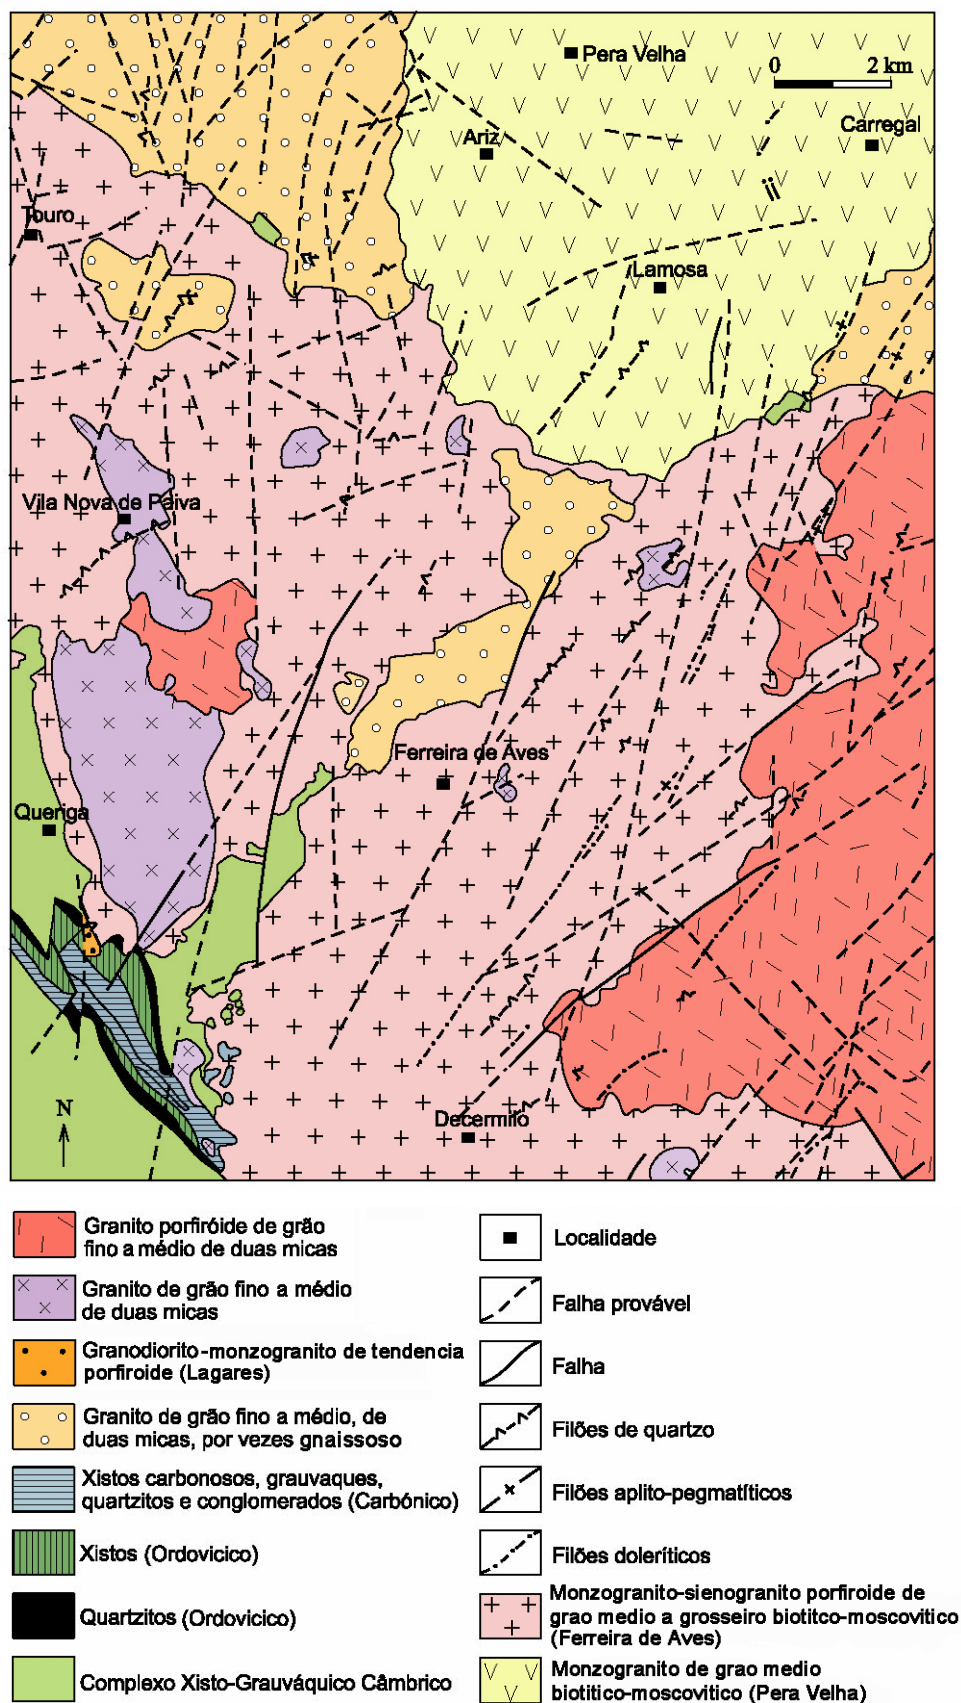 Pera Velha
0 2 km
Carregal
Ariz
Touro
Lamosa
Vila Nova de Paiva
Ferreira de Aves
Queriga
N
Decermilo
Granito porfiróide de grão
fino a médio de duas micas
Granito de grão fino a médio
de duas micas
Granodiorito-monzogranito de tendencia
porfiroide (Lagares)
Granito de grão fino a médio, de
duas micas, por vezes gnaissoso
Xistos carbonosos, grauvaques,
quartzitos e conglomerados (Carbónico)
Xistos (Ordovicico)
Quartzitos (Ordovicico)
Complexo Xisto-Grauváquico Câmbrico
Localidade
Falha provável
Falha
Filões de quartzo
Filões aplito-pegmatíticos
Filões doleríticos
Monzogranito-sienogranito porfiroide de
grao medio a grosseiro biotitco-moscovitico
(Ferreira de Aves)
Monzogranito de grao medio
biotitico-moscovitico (Pera Velha)